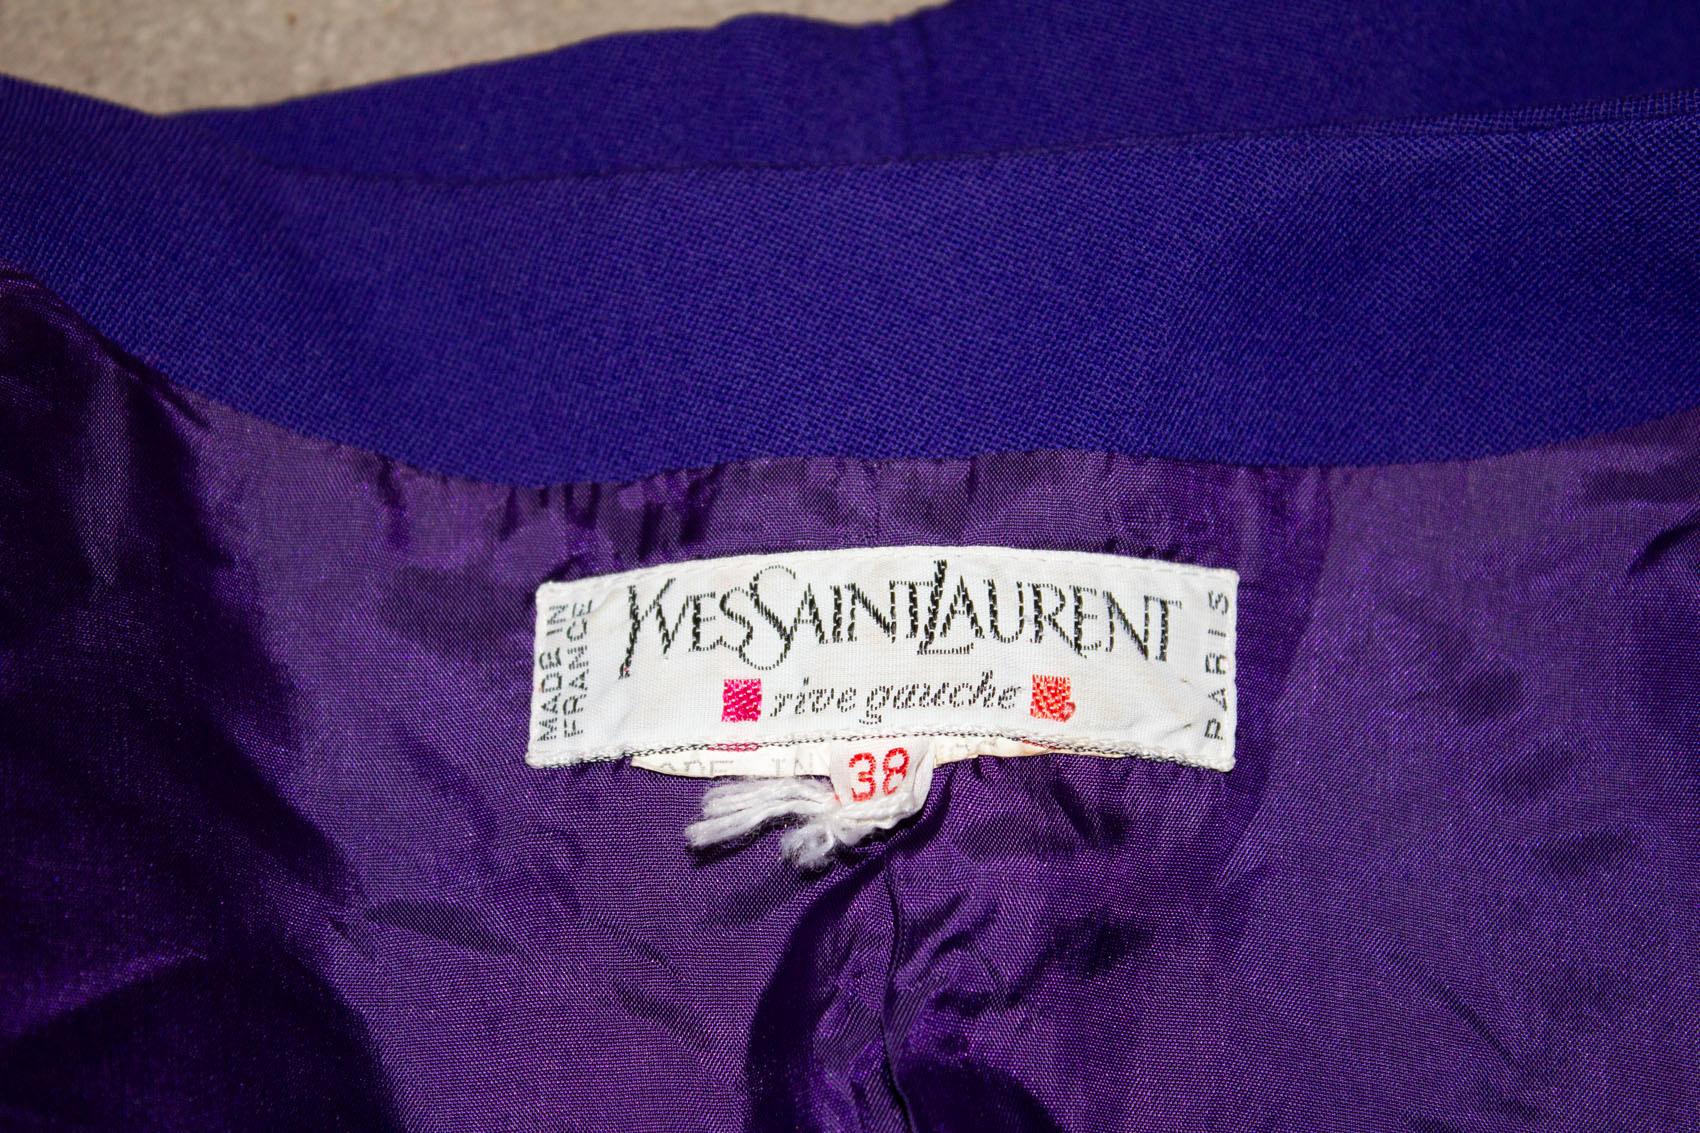 MADE IN
FRANCE
YVES SAINT LAURENT
rive gauche
PARIS
38